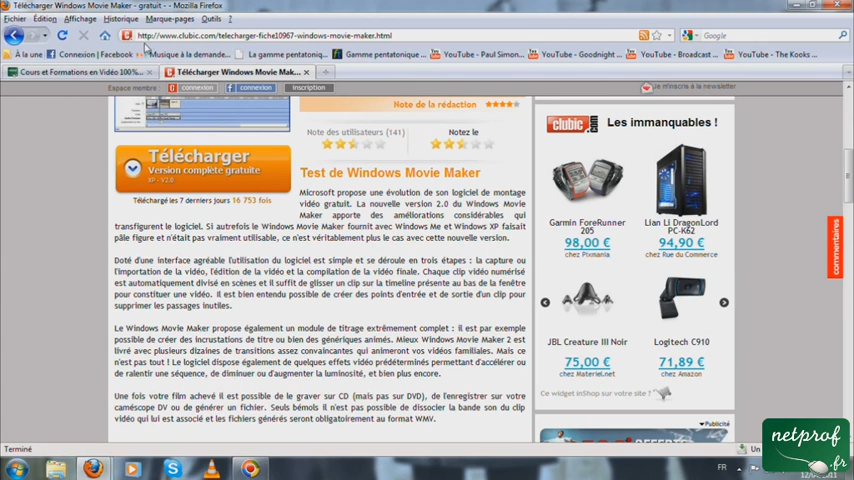 Télécharger Windows Movie Maker - gratuit - - Mozilla Firefox
Fichier Édition Affichage Historique Marque-pages Outils ?
http://www.clubic.com/telecharger-fiche10967-windows-movie-maker.html
Google
À la une Connexion | Facebook Musique à la demande... La gamme pentatoniq... Gamme pentatoniqu... YouTube - Paul Simon... YouTube - Goodnight ... YouTube - Broadcast ... YouTube - The Kooks ...
Cours et Formations en Vidéo 100%... Télécharger Windows Movie Mak...
Espace membre connexion connexion inscription Je m'inscris à la newsletter
Note de la rédaction
Note des utilisateurs (141) Notez le
Télécharger
Version complète gratuite
XP - V2.0
Téléchargé les 7 derniers jours 16 753 fois
Test de Windows Movie Maker
Microsoft propose une évolution de son logiciel de montage
vidéo gratuit. La nouvelle version 2.0 du Windows Movie
Maker apporte des améliorations considérables qui
transfigurent le logiciel. Si autrefois le Windows Movie Maker fournit avec Windows Me et Windows XP faisait
pâle figure et n'était pas vraiment utilisable, ce n'est véritablement plus le cas avec cette nouvelle version.
Doté d'une interface agréable l'utilisation du logiciel est simple et se déroule en trois étapes : la capture ou
l'importation de la vidéo, l'édition de la vidéo et la compilation de la vidéo finale. Chaque clip vidéo numérisé
est automatiquement divisé en scènes et il suffit de glisser un clip sur la timeline présente au bas de la fenêtre
pour constituer une vidéo. Il est bien entendu possible de créer des points d'entrée et de sortie d'un clip pour
supprimer les passages inutiles.
Le Windows Movie Maker propose également un module de titrage extrêmement complet : il est par exemple
possible de créer des incrustations de titre ou bien des génériques animés. Mieux Windows Movie Maker 2 est
livré avec plusieurs dizaines de transitions assez convaincantes qui animeront vos vidéos familiales. Mais ce
n'est pas tout ! Le logiciel dispose également de quelques effets vidéo prédéterminés permettant d'accélérer ou
de ralentir une séquence, de diminuer ou d'augmenter la luminosité, et bien plus encore.
Une fois votre film achevé il est possible de le graver sur CD (mais pas sur DVD), de l'enregistrer sur votre
caméscope DV ou de générer un fichier. Seuls bémols il n'est pas possible de dissocier la bande son du clip
vidéo qui lui est associé et les fichiers générés seront obligatoirement au format WMV.
clubic.com Les immanquables !
Garmin ForeRunner
205
98,00 €
chez Pixmania
Lian Li DragonLord
PC-K62
94,90 €
chez Rue du Commerce
JBL Creature III Noir
75,00 €
chez Materiel.net
Logitech C910
71,89 €
chez Amazon
Ce widget inShop sur votre site ?
Publicité
commentaires
Terminé
Un
FR
netprof
.fr